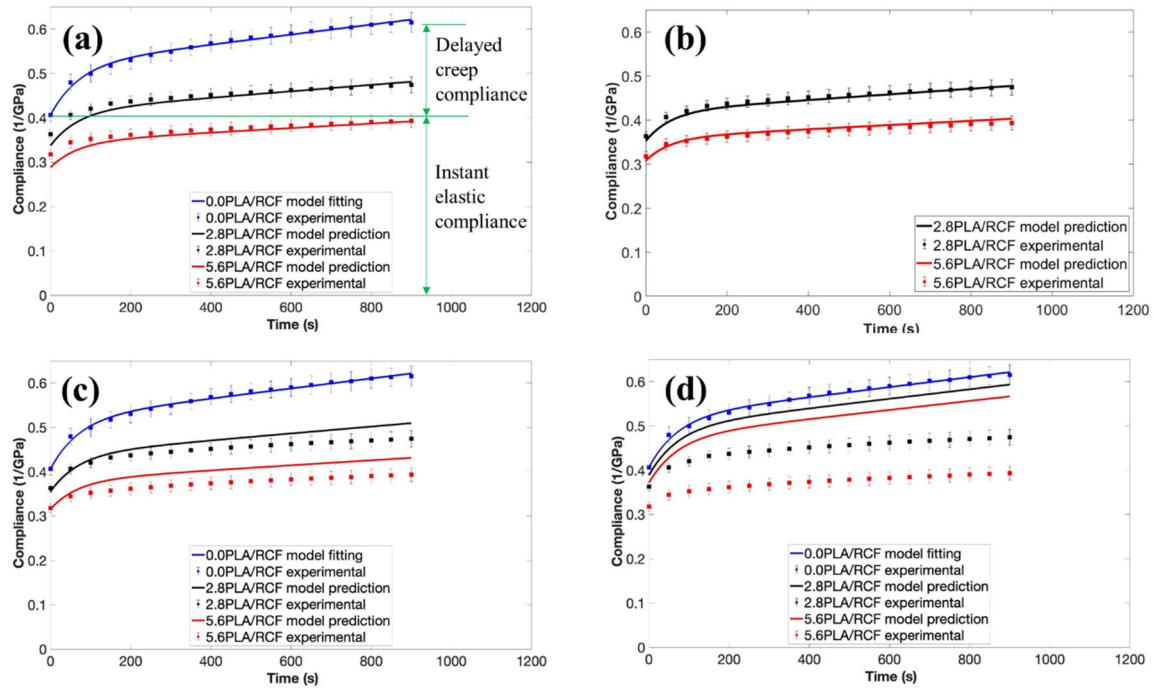 (a)
Compliance (1/GPa)
0.6
0.5
0.4
0.3
0.2
0.1
0
Delayed
creep
compliance
Instant
elastic
compliance
0.0PLA/RCF model fitting
0.0PLA/RCF experimental
2.8PLA/RCF model prediction
2.8PLA/RCF experimental
5.6PLA/RCF model prediction
5.6PLA/RCF experimental
0 200 400 600 800 1000 1200
Time (s)
(b)
Compliance (1/GPa)
0.6
0.5
0.4
0.3
0.2
0.1
0
2.8PLA/RCF model prediction
2.8PLA/RCF experimental
5.6PLA/RCF model prediction
5.6PLA/RCF experimental
0 200 400 600 800 1000 1200
Time (s)
(c)
Compliance (1/GPa)
0.6
0.5
0.4
0.3
0.2
0.1
0
0.0PLA/RCF model fitting
0.0PLA/RCF experimental
2.8PLA/RCF model prediction
2.8PLA/RCF experimental
5.6PLA/RCF model prediction
5.6PLA/RCF experimental
0 200 400 600 800 1000 1200
Time (s)
(d)
Compliance (1/GPa)
0.6
0.5
0.4
0.3
0.2
0.1
0
0.0PLA/RCF model fitting
0.0PLA/RCF experimental
2.8PLA/RCF model prediction
2.8PLA/RCF experimental
5.6PLA/RCF model prediction
5.6PLA/RCF experimental
0 200 400 600 800 1000 1200
Time (s)